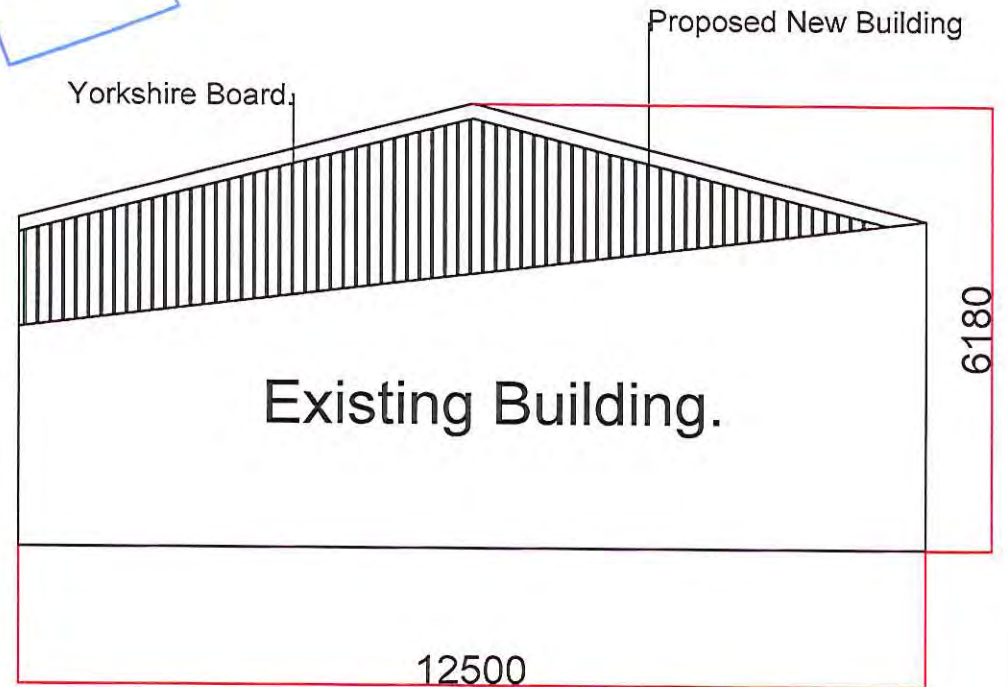 Proposed New Building
Yorkshire Board.
Existing Building.
6180
12500